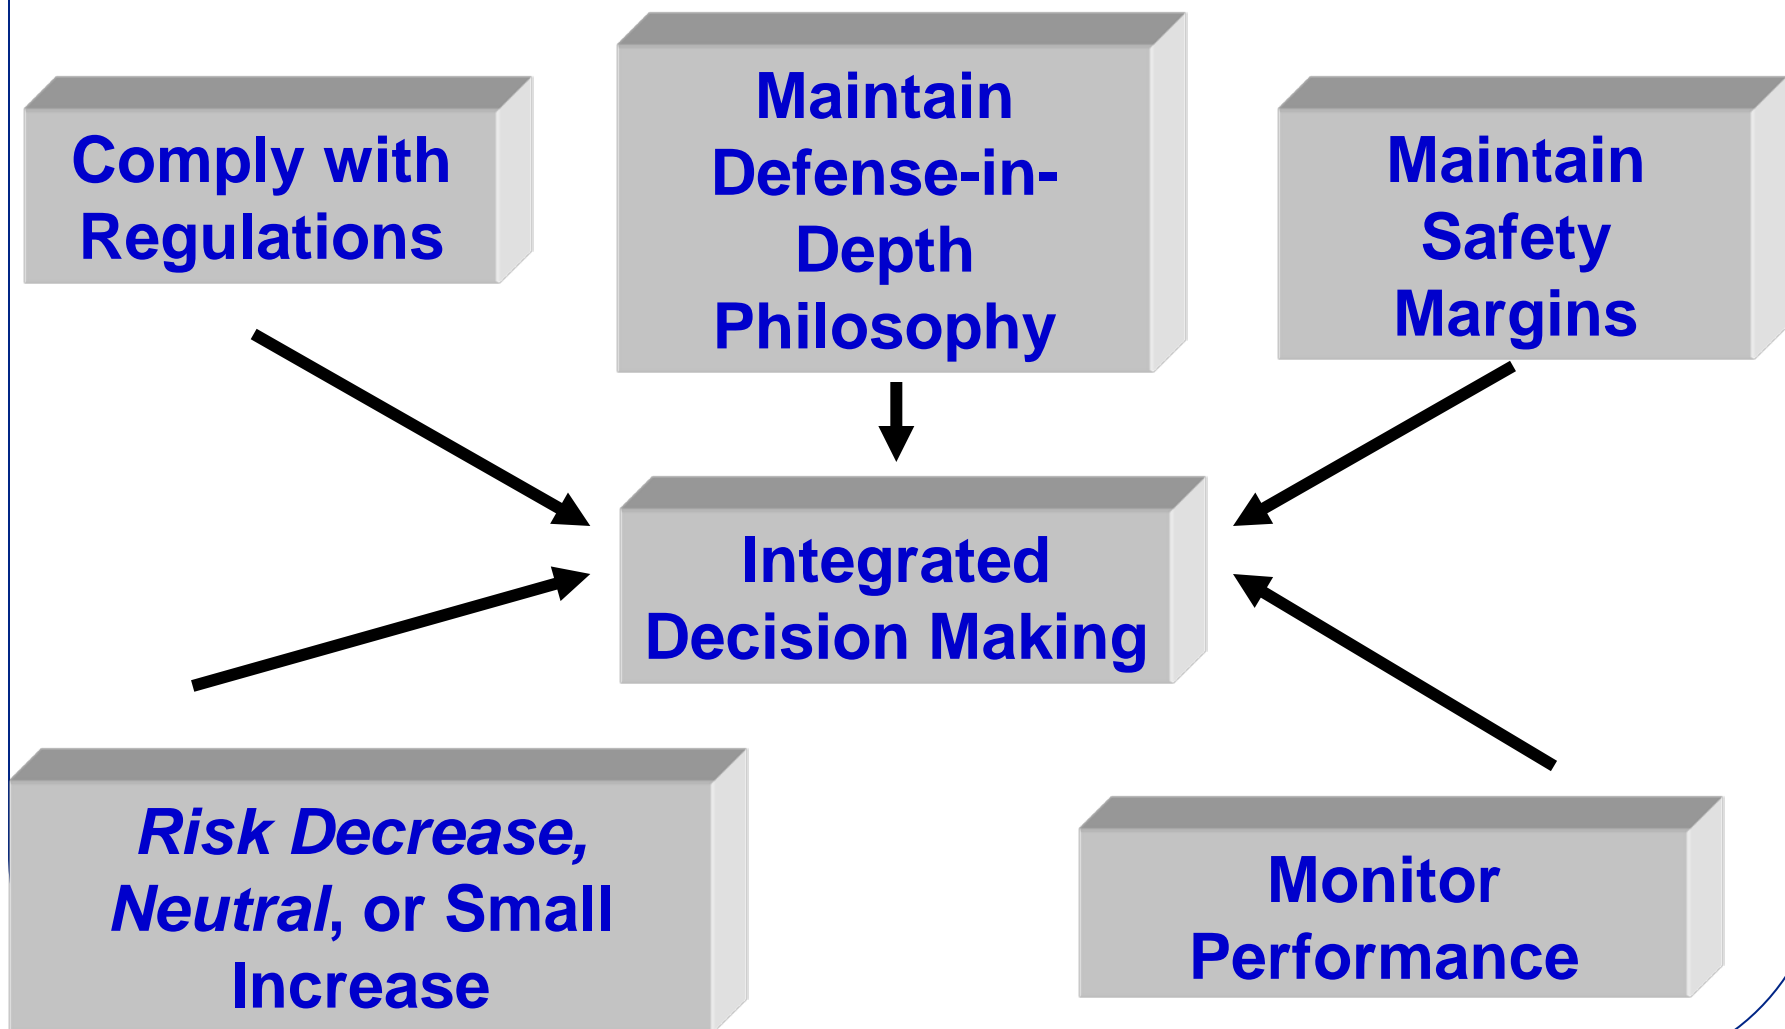 Comply with
Regulations
Maintain
Defense-in-
Depth
Philosophy
Maintain
Safety
Margins
Integrated
Decision Making
Risk Decrease,
Neutral, or Small
Increase
Monitor
Performance